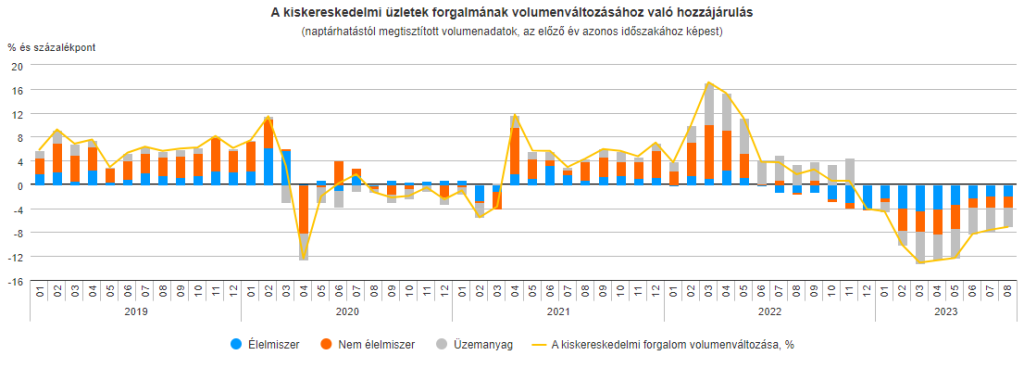 A kiskereskedelmi üzletek forgalmának volumenváltozásához való hozzájárulás
(naptárhatástól megtisztított volumenadatok, az előző év azonos időszakához képest)
% és százalékpont
20
16
12
8
4
0
-4
-8
-12
-16
01 02 03 04 05 06 07 08 09 10 11 12 01 02 03 04 05 06 07 08 09 10 11 12 01 02 03 04 05 06 07 08 09 10 11 12 01 02 03 04 05 06 07 08 09 10 11 12 01 02 03 04 05 06 07 08
2019 2020 2021 2022 2023
Élelmiszer Nem élelmiszer Üzemanyag A kiskereskedelmi forgalom volumenváltozása, %